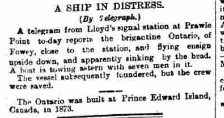 A SHIP IN DISTRESS.
(By Telegraph.)
A telegram from Lloyd's signal station at Prawle
Point to-day reports the brigantine Ontario, of
Fowey, close to the station, and flying ensign
upside down, and apparently sinking by the head.
A boat is towing astern with seven men in it.
The vessel subsequently foundered, but the crew
were saved.
The Ontario was built at Prince Edward Island,
Canada, in 1873.